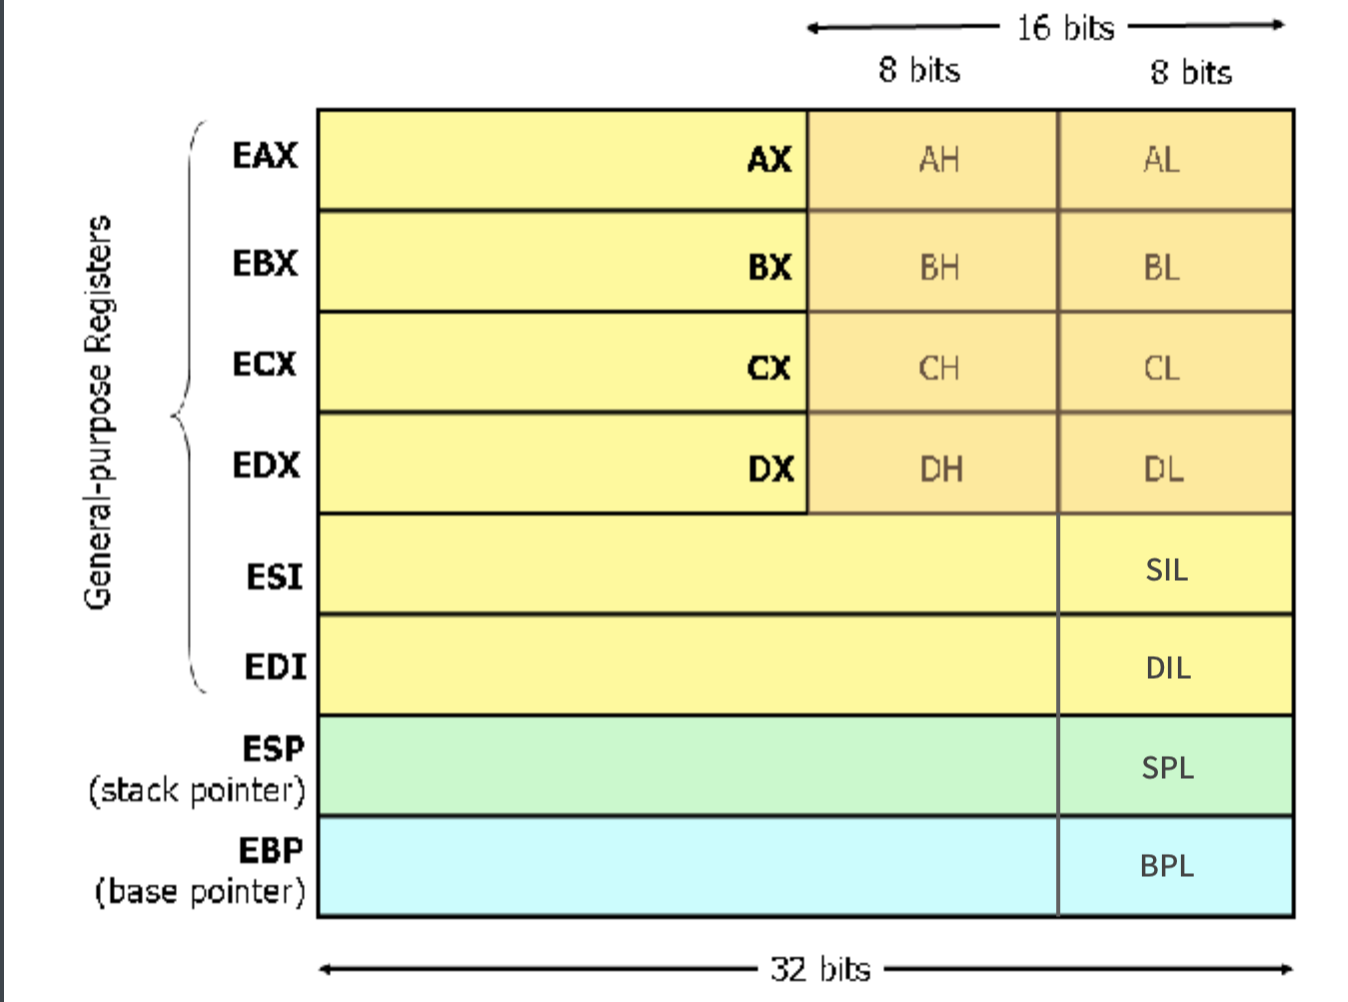 16 bits
8 bits 8 bits
General-purpose Registers
EAX AX AH AL
EBX BX BH BL
ECX CX CH CL
EDX DX DH DL
ESI SIL
EDI DIL
ESP SPL
(stack pointer)
EBP BPL
(base pointer)
32 bits